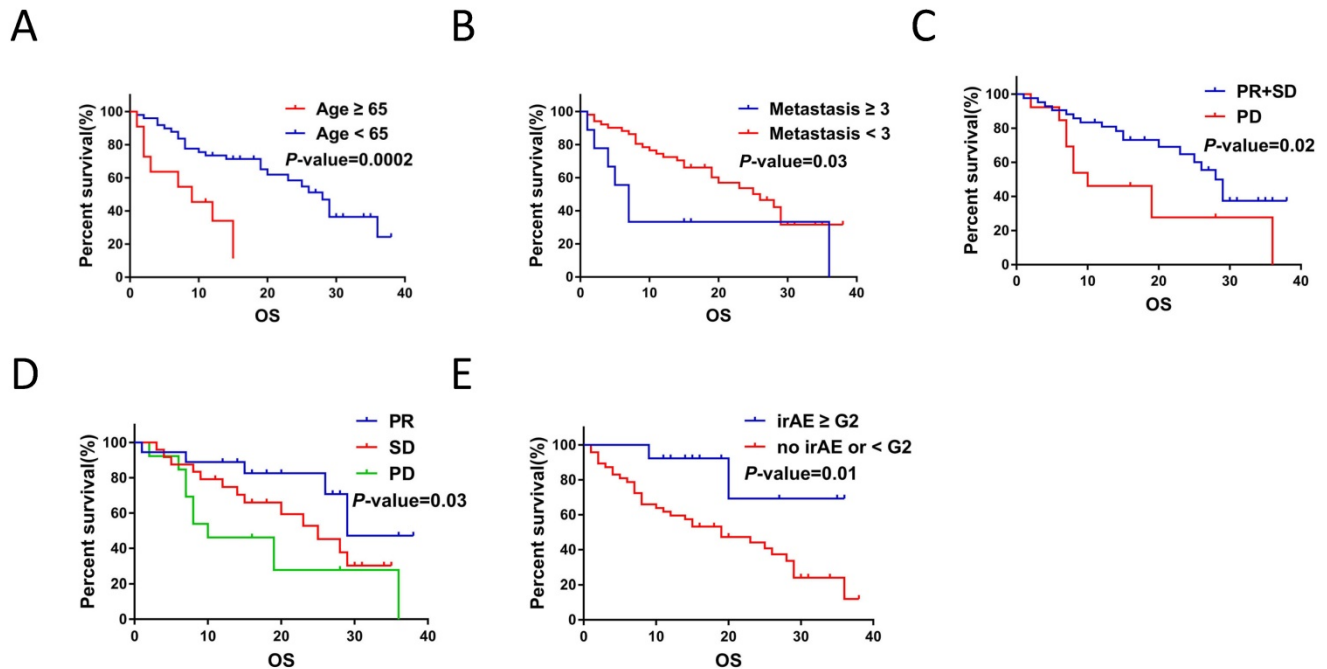 A
B
C
Age ≥ 65
Age < 65
P-value=0.0002
Percent survival(%)
100
80
60
40
20
0
0 10 20 30 40
OS
Metastasis ≥ 3
Metastasis < 3
P-value=0.03
Percent survival(%)
100
80
60
40
20
0
0 10 20 30 40
OS
PR+SD
PD
P-value=0.02
Percent survival(%)
100
80
60
40
20
0
0 10 20 30 40
OS
D
E
PR
SD
PD
P-value=0.03
Percent survival(%)
100
80
60
40
20
0
0 10 20 30 40
OS
irAE ≥ G2
no irAE or < G2
P-value=0.01
Percent survival(%)
100
80
60
40
20
0
0 10 20 30 40
OS